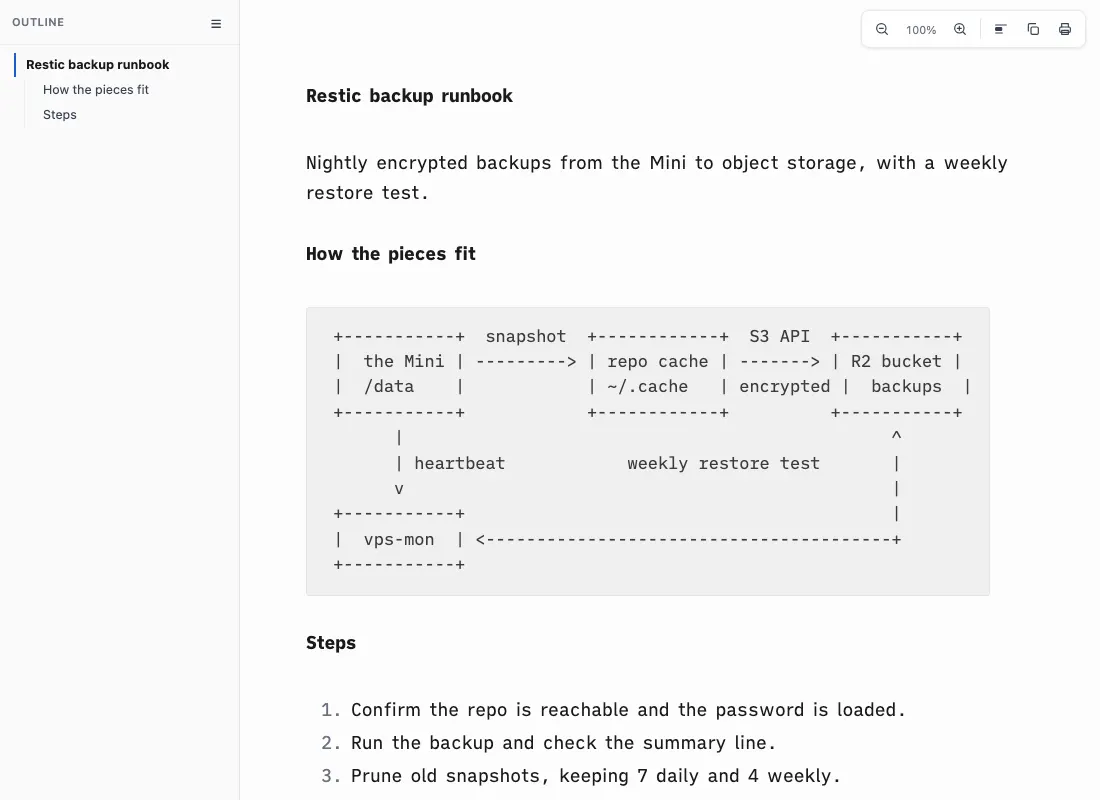 OUTLINE
Restic backup runbook
How the pieces fit
Steps
100%
Restic backup runbook
Nightly encrypted backups from the Mini to object storage, with a weekly
restore test.
How the pieces fit
+-----------+  snapshot  +------------+  S3 API  +-----------+
|  the Mini | ---------> | repo cache | -------> | R2 bucket |
|  /data    |            | ~/.cache   | encrypted |  backups  |
+-----------+            +------------+          +-----------+
      |                                                ^
      | heartbeat            weekly restore test       |
      v                                                |
+-----------+                                          |
|  vps-mon  | <----------------------------------------+
+-----------+
Steps
1. Confirm the repo is reachable and the password is loaded.
2. Run the backup and check the summary line.
3. Prune old snapshots, keeping 7 daily and 4 weekly.